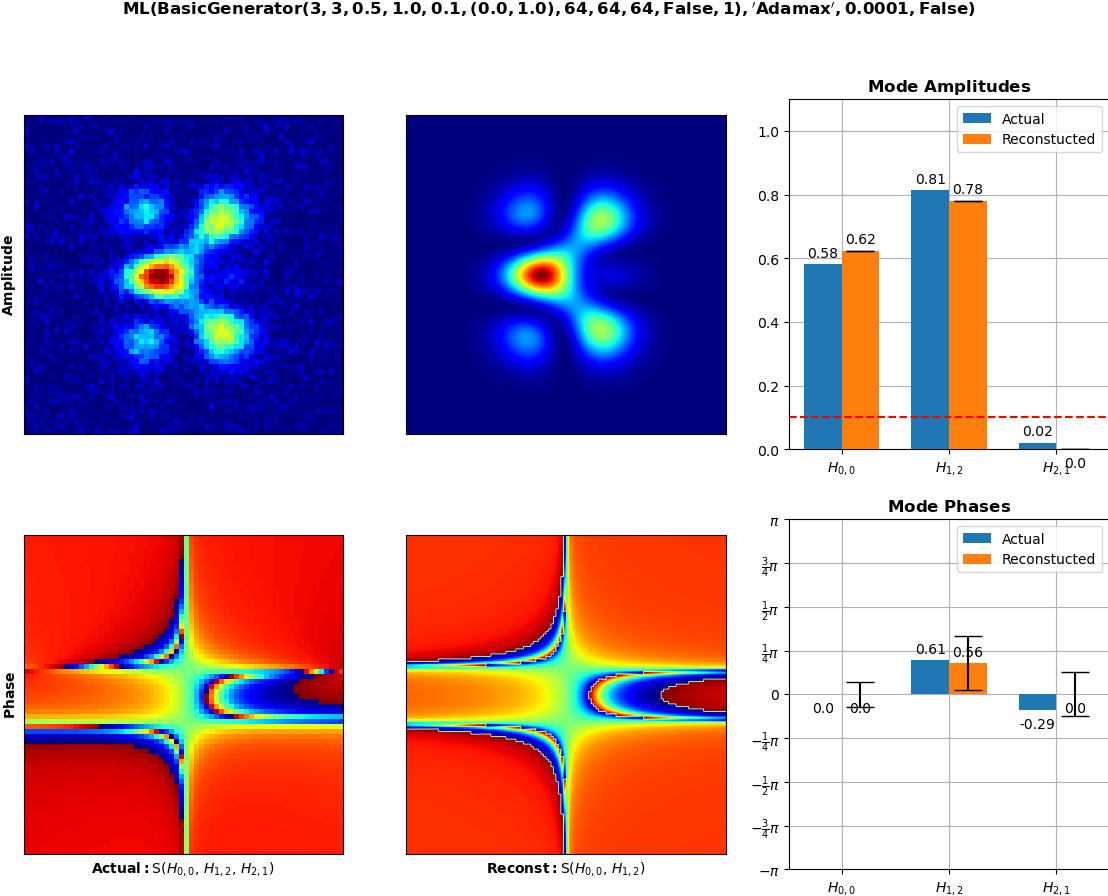 ML(BasicGenerator(3, 3, 0.5, 1.0, 0.1, (0.0, 1.0), 64, 64, 64, False, 1), 'Adamax', 0.0001, False)
Amplitude
Mode Amplitudes
Actual
Reconstucted
1.0
0.8
0.6
0.4
0.2
0.0
0.58
0.62
0.81
0.78
0.02
0.0
H0,0
H1,2
H2,1
Phase
Actual: S(H0,0, H1,2, H2,1)
Reconst: S(H0,0, H1,2)
Mode Phases
Actual
Reconstucted
π
3/4π
1/2π
1/4π
0
−1/4π
−1/2π
−3/4π
−π
0.0
0.0
0.61
0.56
-0.29
0.0
H0,0
H1,2
H2,1